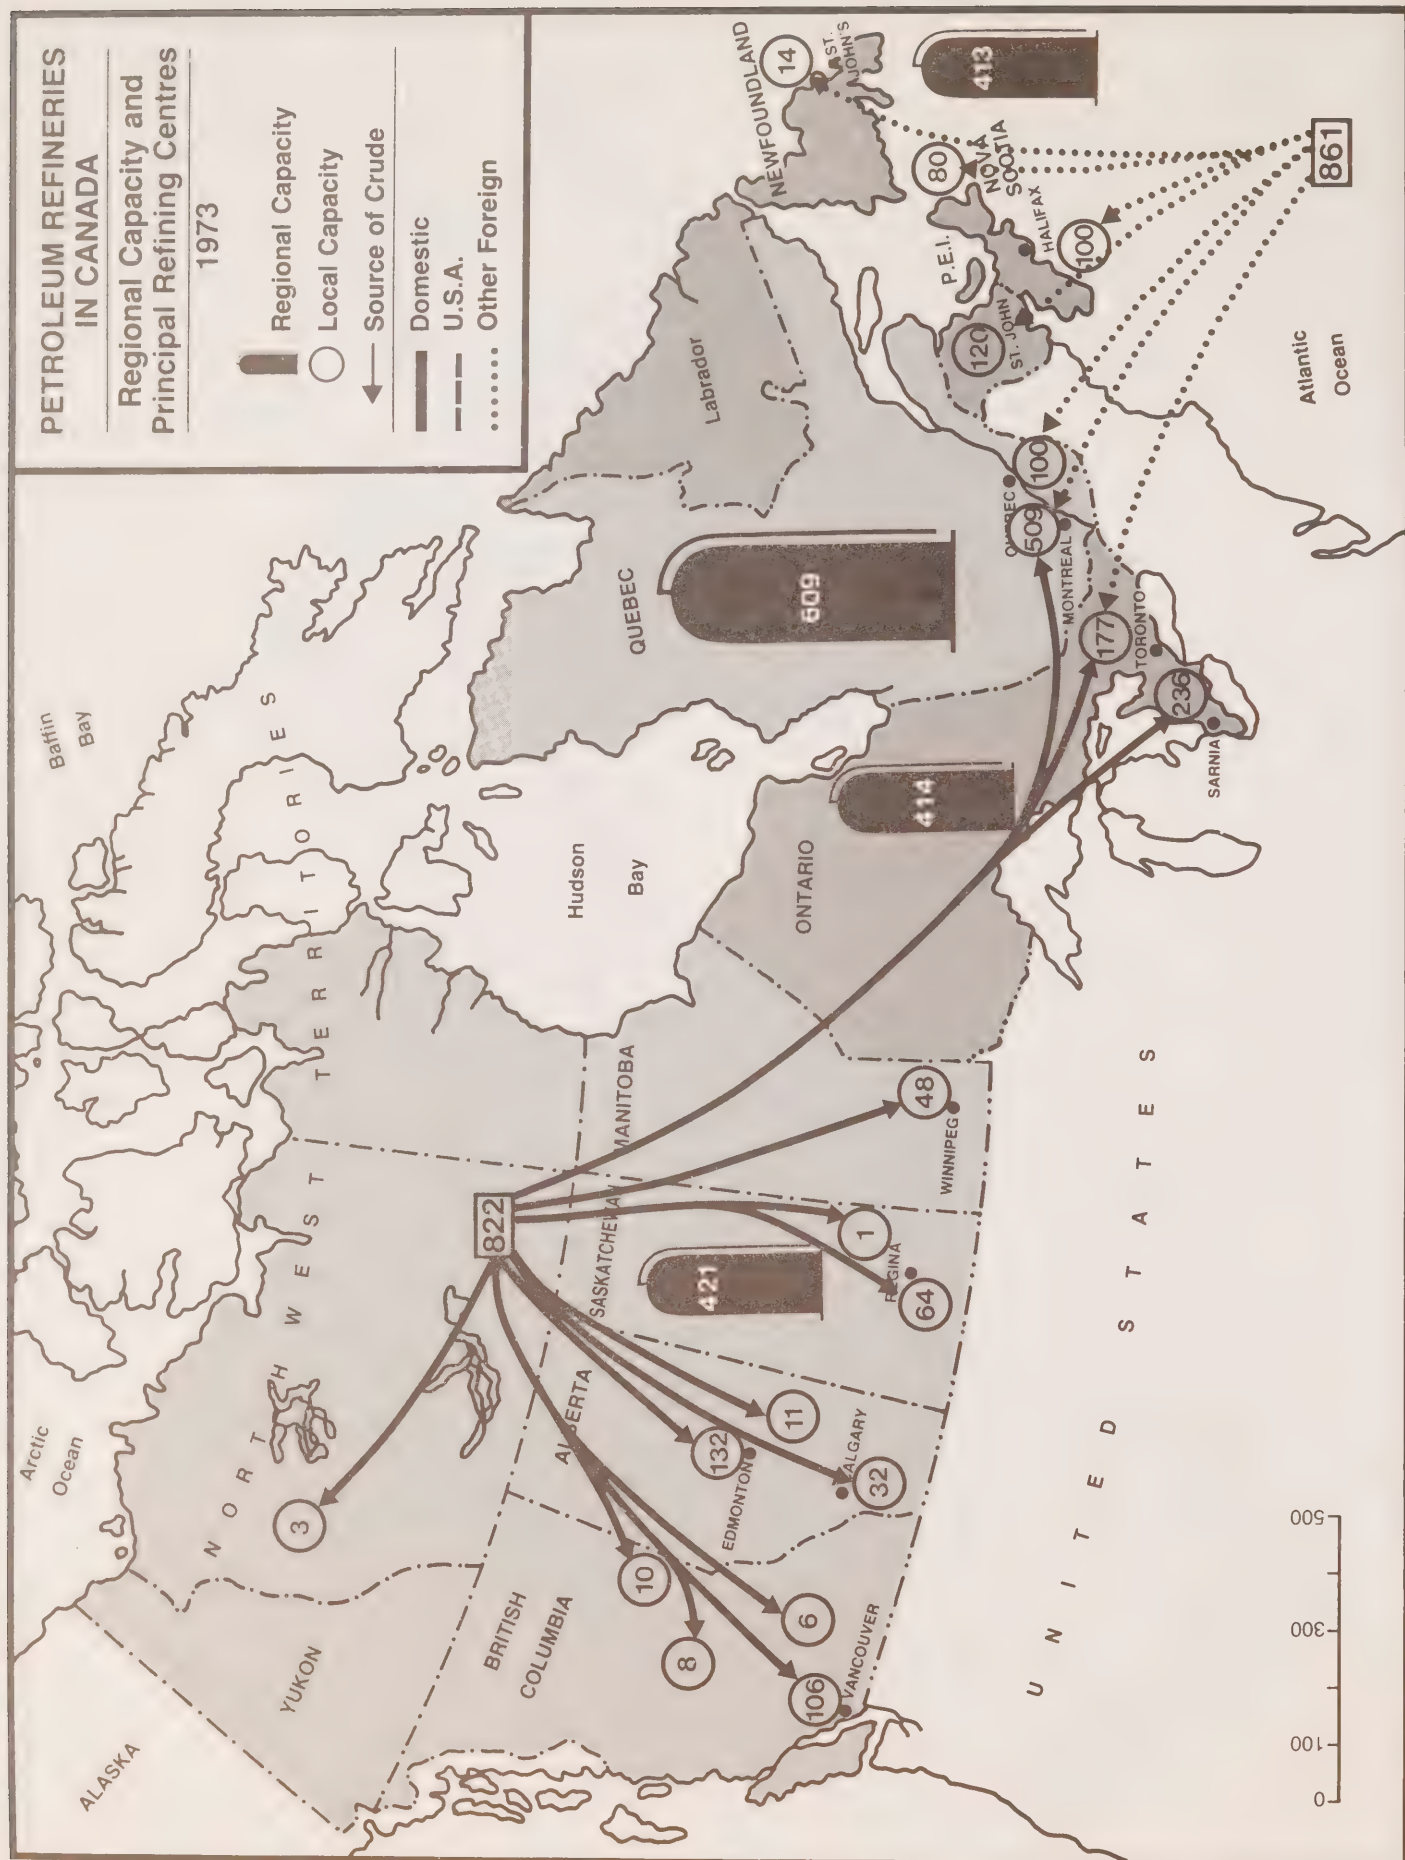 PETROLEUM REFINERIES
IN CANADA
Regional Capacity and
Principal Refining Centres
1973
Regional Capacity
Local Capacity
Source of Crude
Domestic
U.S.A.
Other Foreign
ALASKA
Arctic
Ocean
Baffin
Bay
YUKON
NORTH WEST TERRITORIES
3
822
BRITISH
COLUMBIA
10
8
6
106
VANCOUVER
ALBERTA
132
EDMONTON
11
CALGARY
32
SASKATCHEWAN
421
1
REGINA
64
MANITOBA
48
WINNIPEG
Hudson
Bay
ONTARIO
414
SARNIA
236
TORONTO
177
QUEBEC
609
MONTREAL
509
QUEBEC
100
Labrador
NEWFOUNDLAND
14
ST.
JOHN'S
413
80
NOVA
SCOTIA
P.E.I.
HALIFAX
100
120
ST. JOHN
861
Atlantic
Ocean
UNITED STATES
0
100
300
500